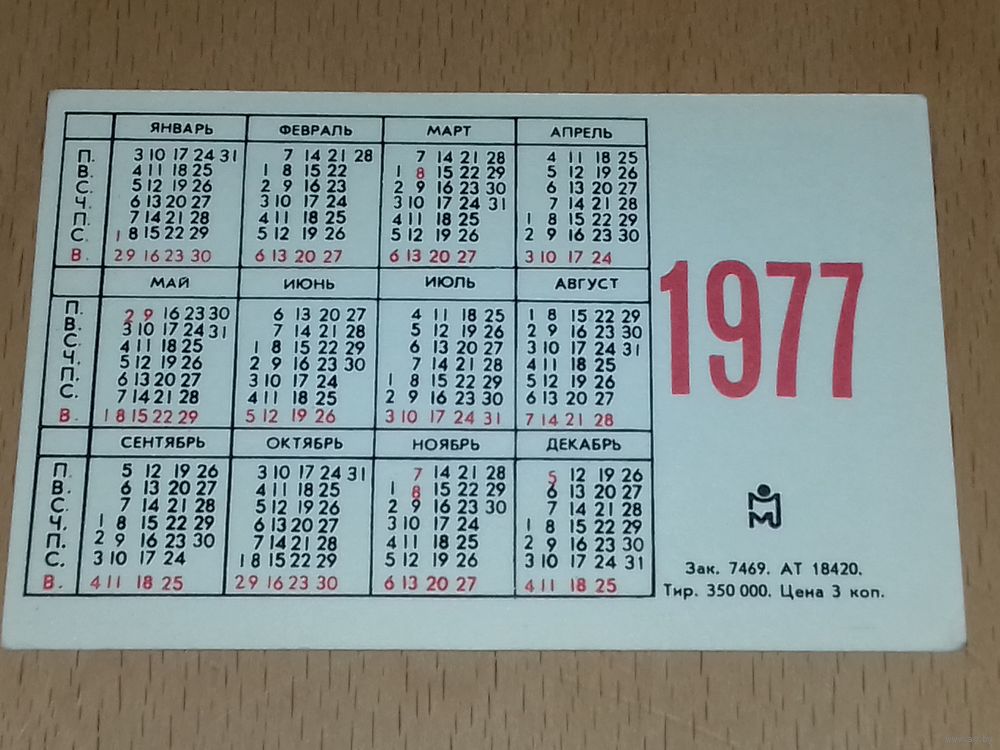 ЯНВАРЬ ФЕВРАЛЬ МАРТ АПРЕЛЬ
П. 3 10 17 24 31 7 14 21 28 7 14 21 28 4 11 18 25
В. 4 11 18 25 1 8 15 22 1 8 15 22 29 5 12 19 26
С. 5 12 19 26 2 9 16 23 2 9 16 23 30 6 13 20 27
Ч. 6 13 20 27 3 10 17 24 3 10 17 24 31 7 14 21 28
П. 7 14 21 28 4 11 18 25 4 11 18 25 1 8 15 22 29
С. 1 8 15 22 29 5 12 19 26 5 12 19 26 2 9 16 23 30
В. 2 9 16 23 30 6 13 20 27 6 13 20 27 3 10 17 24
МАЙ ИЮНЬ ИЮЛЬ АВГУСТ
П. 2 9 16 23 30 6 13 20 27 4 11 18 25 1 8 15 22 29
В. 3 10 17 24 31 7 14 21 28 5 12 19 26 2 9 16 23 30
С. 4 11 18 25 1 8 15 22 29 6 13 20 27 3 10 17 24 31
Ч. 5 12 19 26 2 9 16 23 30 7 14 21 28 4 11 18 25
П. 6 13 20 27 3 10 17 24 1 8 15 22 29 5 12 19 26
С. 7 14 21 28 4 11 18 25 2 9 16 23 30 6 13 20 27
В. 1 8 15 22 29 5 12 19 26 3 10 17 24 31 7 14 21 28
СЕНТЯБРЬ ОКТЯБРЬ НОЯБРЬ ДЕКАБРЬ
П. 5 12 19 26 3 10 17 24 31 7 14 21 28 5 12 19 26
В. 6 13 20 27 4 11 18 25 1 8 15 22 29 6 13 20 27
С. 7 14 21 28 5 12 19 26 2 9 16 23 30 7 14 21 28
Ч. 1 8 15 22 29 6 13 20 27 3 10 17 24 1 8 15 22 29
П. 2 9 16 23 30 7 14 21 28 4 11 18 25 2 9 16 23 30
С. 3 10 17 24 1 8 15 22 29 5 12 19 26 3 10 17 24 31
В. 4 11 18 25 2 9 16 23 30 6 13 20 27 4 11 18 25
1977
Зак. 7469. АТ 18420.
Тир. 350 000. Цена 3 коп.